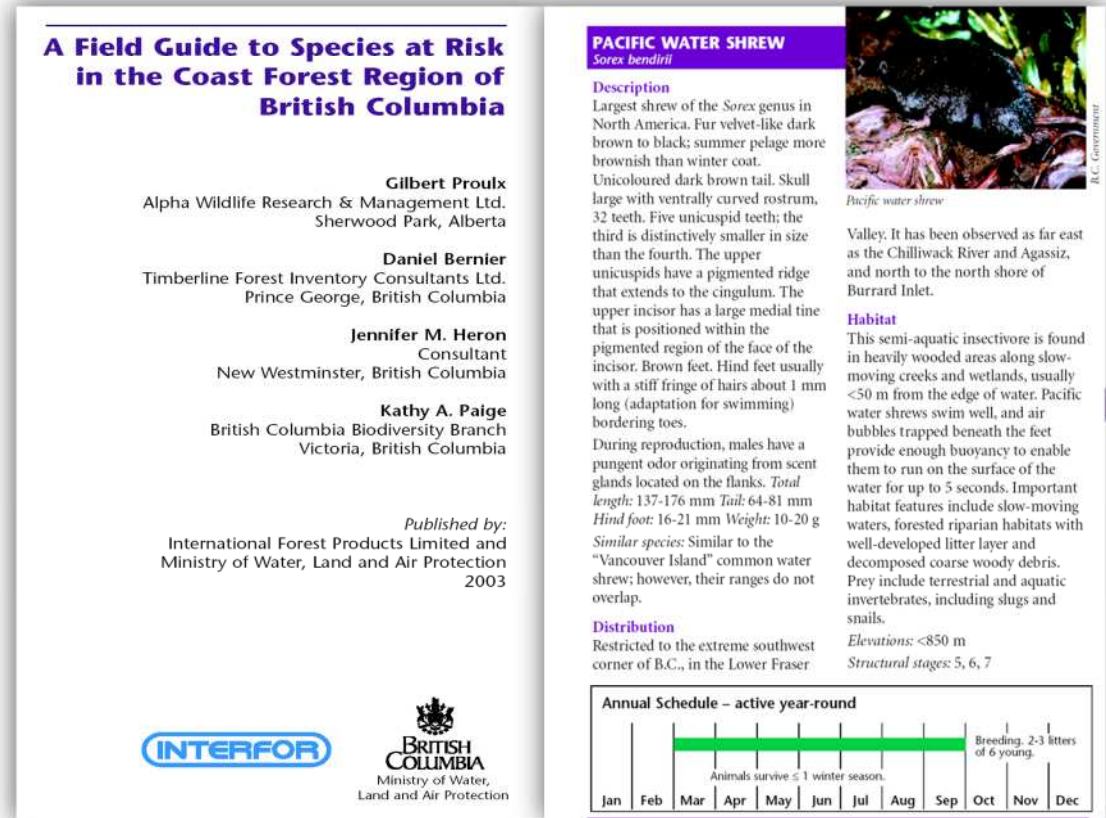 A Field Guide to Species at Risk
in the Coast Forest Region of
British Columbia
Gilbert Proulx
Alpha Wildlife Research & Management Ltd.
Sherwood Park, Alberta
Daniel Bernier
Timberline Forest Inventory Consultants Ltd.
Prince George, British Columbia
Jennifer M. Heron
Consultant
New Westminster, British Columbia
Kathy A. Paige
British Columbia Biodiversity Branch
Victoria, British Columbia
Published by:
International Forest Products Limited and
Ministry of Water, Land and Air Protection
2003
INTERFOR
BRITISH
COLUMBIA
Ministry of Water,
Land and Air Protection
PACIFIC WATER SHREW
Sorex bendirii
Description
Largest shrew of the Sorex genus in
North America. Fur velvet-like dark
brown to black; summer pelage more
brownish than winter coat.
Unicoloured dark brown tail. Skull
large with ventrally curved rostrum,
32 teeth. Five unicuspid teeth; the
third is distinctively smaller in size
than the fourth. The upper
unicuspids have a pigmented ridge
that extends to the cingulum. The
upper incisor has a large medial tine
that is positioned within the
pigmented region of the face of the
incisor. Brown feet. Hind feet usually
with a stiff fringe of hairs about 1 mm
long (adaptation for swimming)
bordering toes.
During reproduction, males have a
pungent odor originating from scent
glands located on the flanks. Total
length: 137-176 mm Tail: 64-81 mm
Hind foot: 16-21 mm Weight: 10-20 g
Similar species: Similar to the
“Vancouver Island” common water
shrew; however, their ranges do not
overlap.
Distribution
Restricted to the extreme southwest
corner of B.C., in the Lower Fraser
B.C. Government
Pacific water shrew
Valley. It has been observed as far east
as the Chilliwack River and Agassiz,
and north to the north shore of
Burrard Inlet.
Habitat
This semi-aquatic insectivore is found
in heavily wooded areas along slow-
moving creeks and wetlands, usually
<50 m from the edge of water. Pacific
water shrews swim well, and air
bubbles trapped beneath the feet
provide enough buoyancy to enable
them to run on the surface of the
water for up to 5 seconds. Important
habitat features include slow-moving
waters, forested riparian habitats with
well-developed litter layer and
decomposed coarse woody debris.
Prey include terrestrial and aquatic
invertebrates, including slugs and
snails.
Elevations: <850 m
Structural stages: 5, 6, 7
Annual Schedule – active year-round
Breeding. 2-3 litters
of 6 young.
Animals survive ≤ 1 winter season.
Jan Feb Mar Apr May Jun Jul Aug Sep Oct Nov Dec